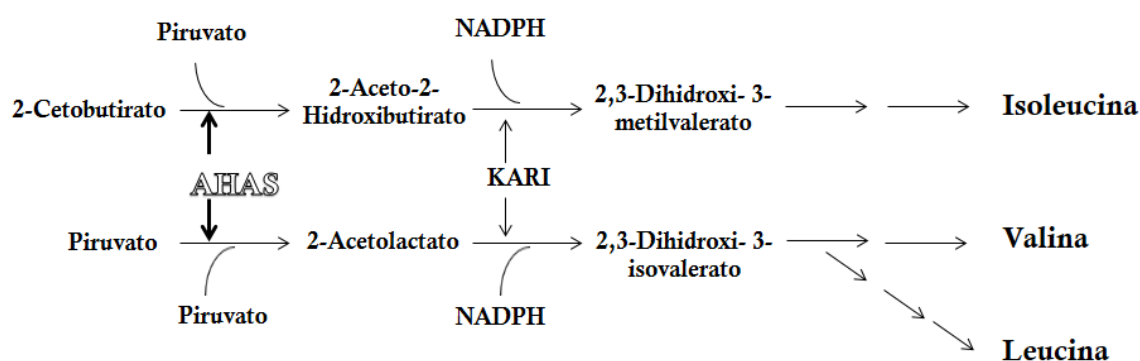 Piruvato
NADPH
2-Cetobutirato
2-Aceto-2-
Hidroxibutirato
2,3-Dihidroxi- 3-
metilvalerato
Isoleucina
AHAS
KARI
Piruvato
2-Acetolactato
2,3-Dihidroxi- 3-
isovalerato
Valina
Piruvato
NADPH
Leucina